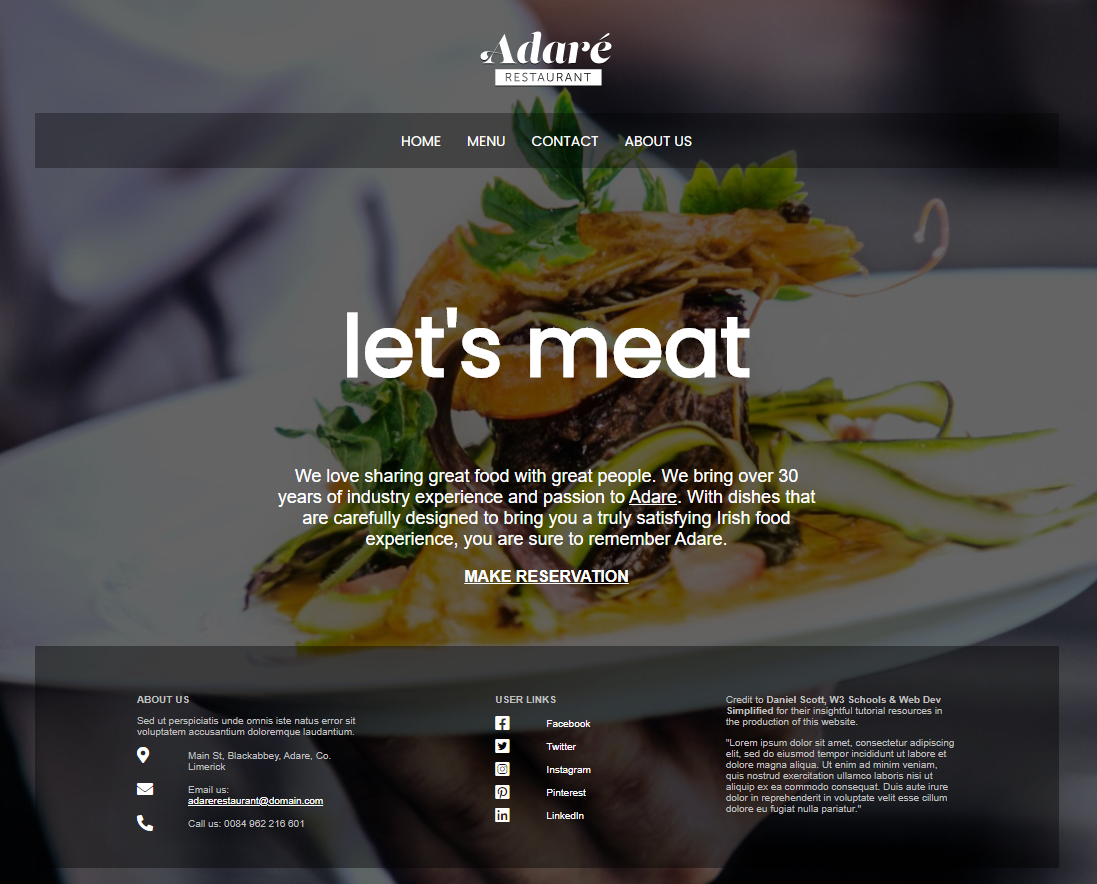 Adaré
RESTAURANT
HOME MENU CONTACT ABOUT US
let's meat
We love sharing great food with great people. We bring over 30
years of industry experience and passion to Adare. With dishes that
are carefully designed to bring you a truly satisfying Irish food
experience, you are sure to remember Adare.
MAKE RESERVATION
ABOUT US
Sed ut perspiciatis unde omnis iste natus error sit
voluptatem accusantium doloremque laudantium.
Main St, Blackabbey, Adare, Co.
Limerick
Email us:
adarerestaurant@domain.com
Call us: 0084 962 216 601
USER LINKS
Facebook
Twitter
Instagram
Pinterest
LinkedIn
Credit to Daniel Scott, W3 Schools & Web Dev
Simplified for their insightful tutorial resources in
the production of this website.
"Lorem ipsum dolor sit amet, consectetur adipiscing
elit, sed do eiusmod tempor incididunt ut labore et
dolore magna aliqua. Ut enim ad minim veniam,
quis nostrud exercitation ullamco laboris nisi ut
aliquip ex ea commodo consequat. Duis aute irure
dolor in reprehenderit in voluptate velit esse cillum
dolore eu fugiat nulla pariatur."